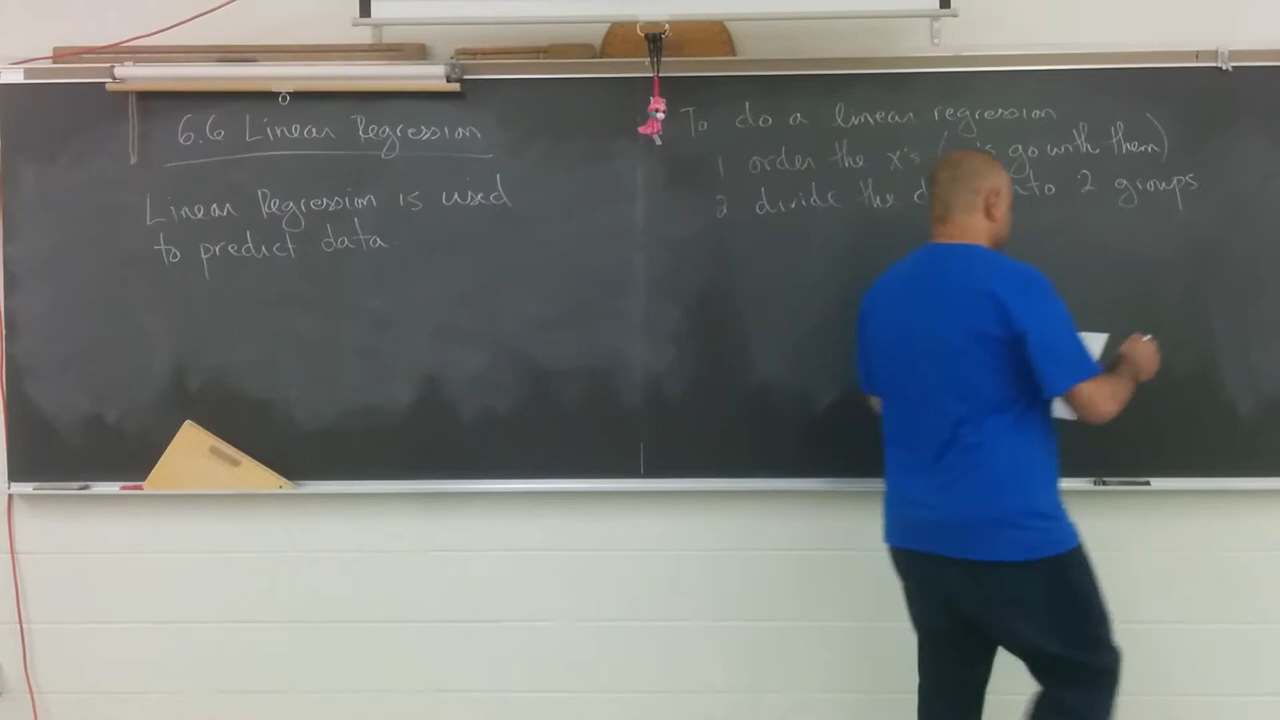 6.6 Linear Regression
Linear Regression is used
to predict data
To do a linear regression
1 order the x's ( go with them)
2 divide the 2 groups